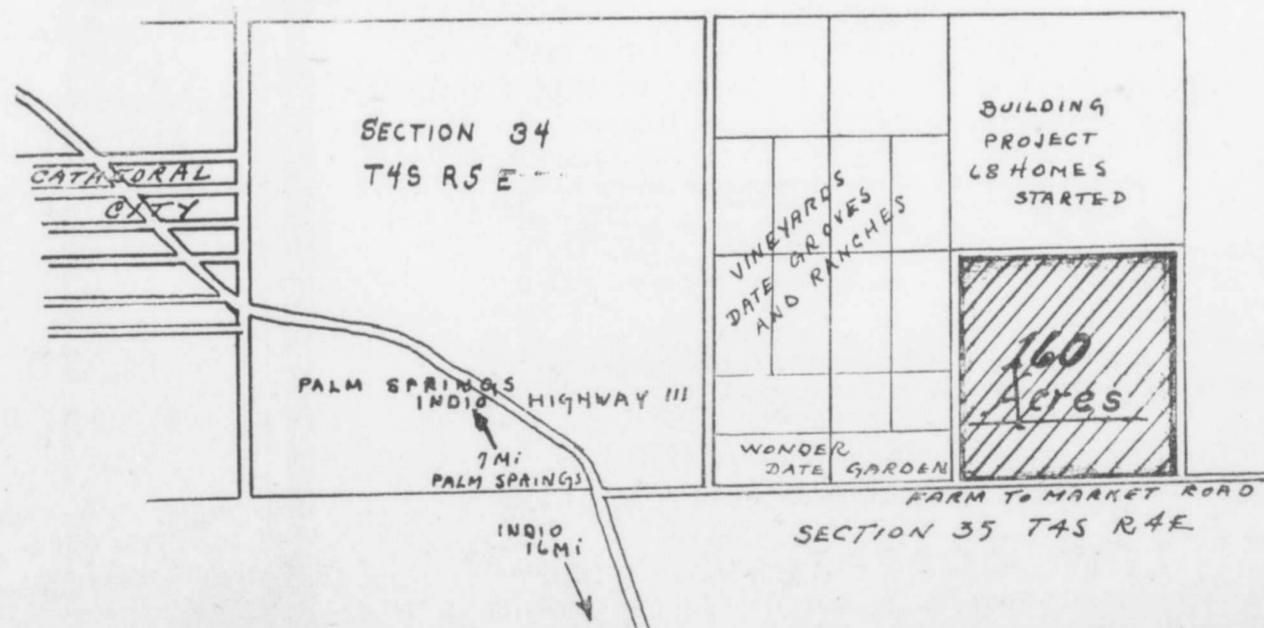 SECTION 34
T4S R5E
CATHEDRAL
CITY
BUILDING
PROJECT
68 HOMES
STARTED
VINEYARDS
DATE GROVES
AND RANCHES
160
Acres
PALM SPRINGS
INDIO HIGHWAY 111
7 Mi
PALM SPRINGS
WONDER
DATE GARDEN
FARM TO MARKET ROAD
SECTION 35 T4S R4E
INDIO
16 Mi